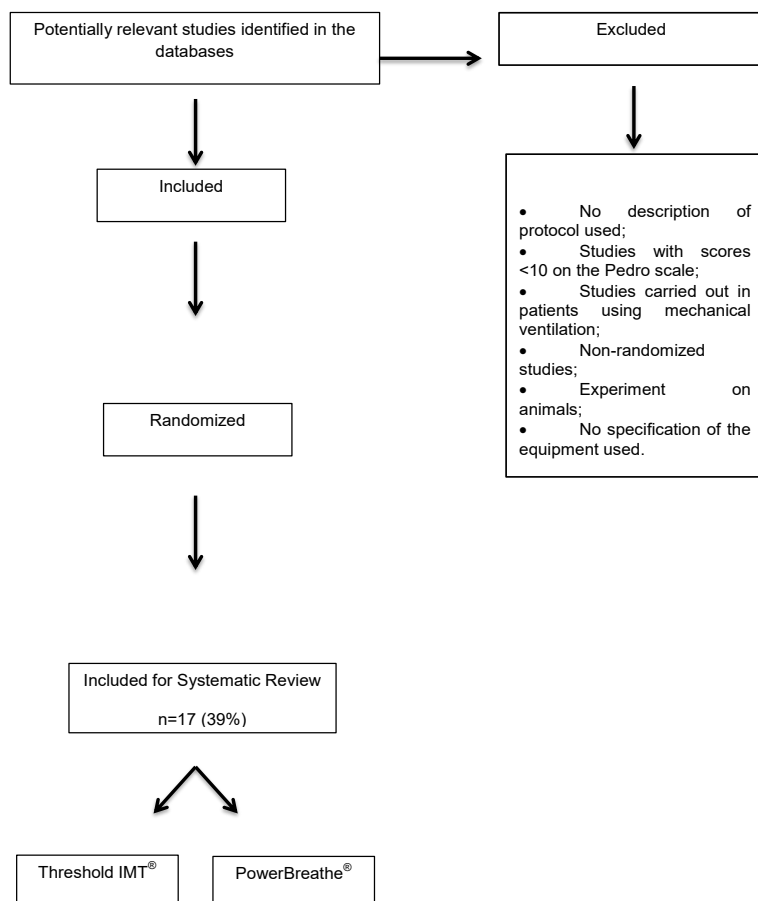 Potentially relevant studies identified in the
databases
Excluded
Included
• No description of
protocol used;
• Studies with scores
<10 on the Pedro scale;
• Studies carried out in
patients using mechanical
ventilation;
• Non-randomized
studies;
• Experiment on
animals;
• No specification of the
equipment used.
Randomized
Included for Systematic Review
n=17 (39%)
Threshold IMT®
PowerBreathe®